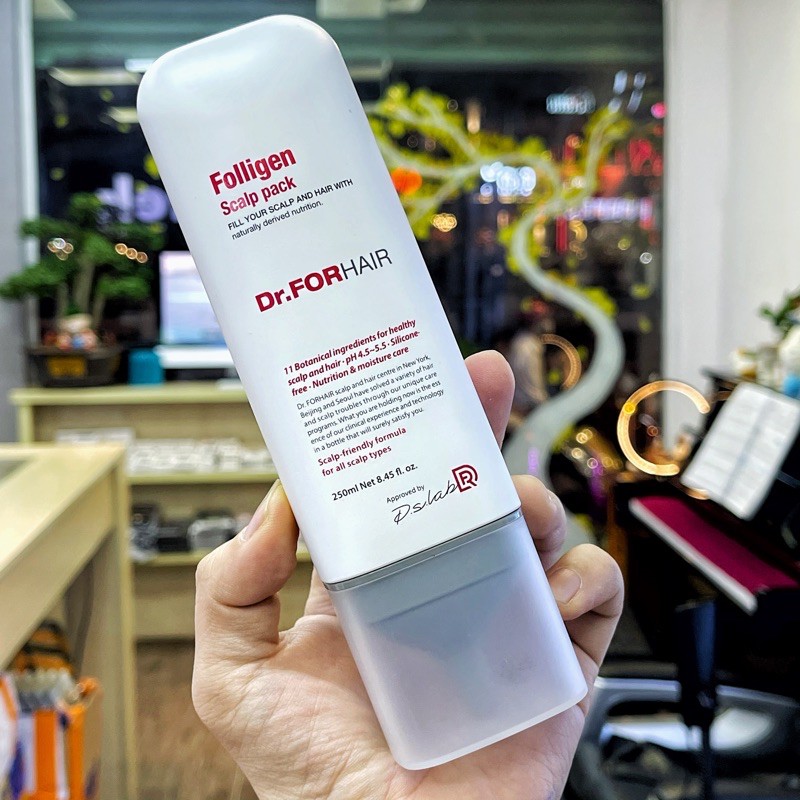 Folligen
Scalp pack
FILL YOUR SCALP AND HAIR WITH
naturally derived nutrition.
Dr.FORHAIR
11 Botanical ingredients for healthy
scalp and hair · pH 4.5~5.5 · Silicone-
free · Nutrition & moisture care
Dr. FORHAIR scalp and hair centre in New York,
Beijing and Seoul have solved a variety of hair
and scalp troubles through our unique care
programs. What you are holding now is the ess
ence of our clinical experience and technology
in a bottle that will surely satisfy you.
Scalp-friendly formula
for all scalp types
250ml Net 8.45 fl. oz.
Approved by
D.s.lab
DR